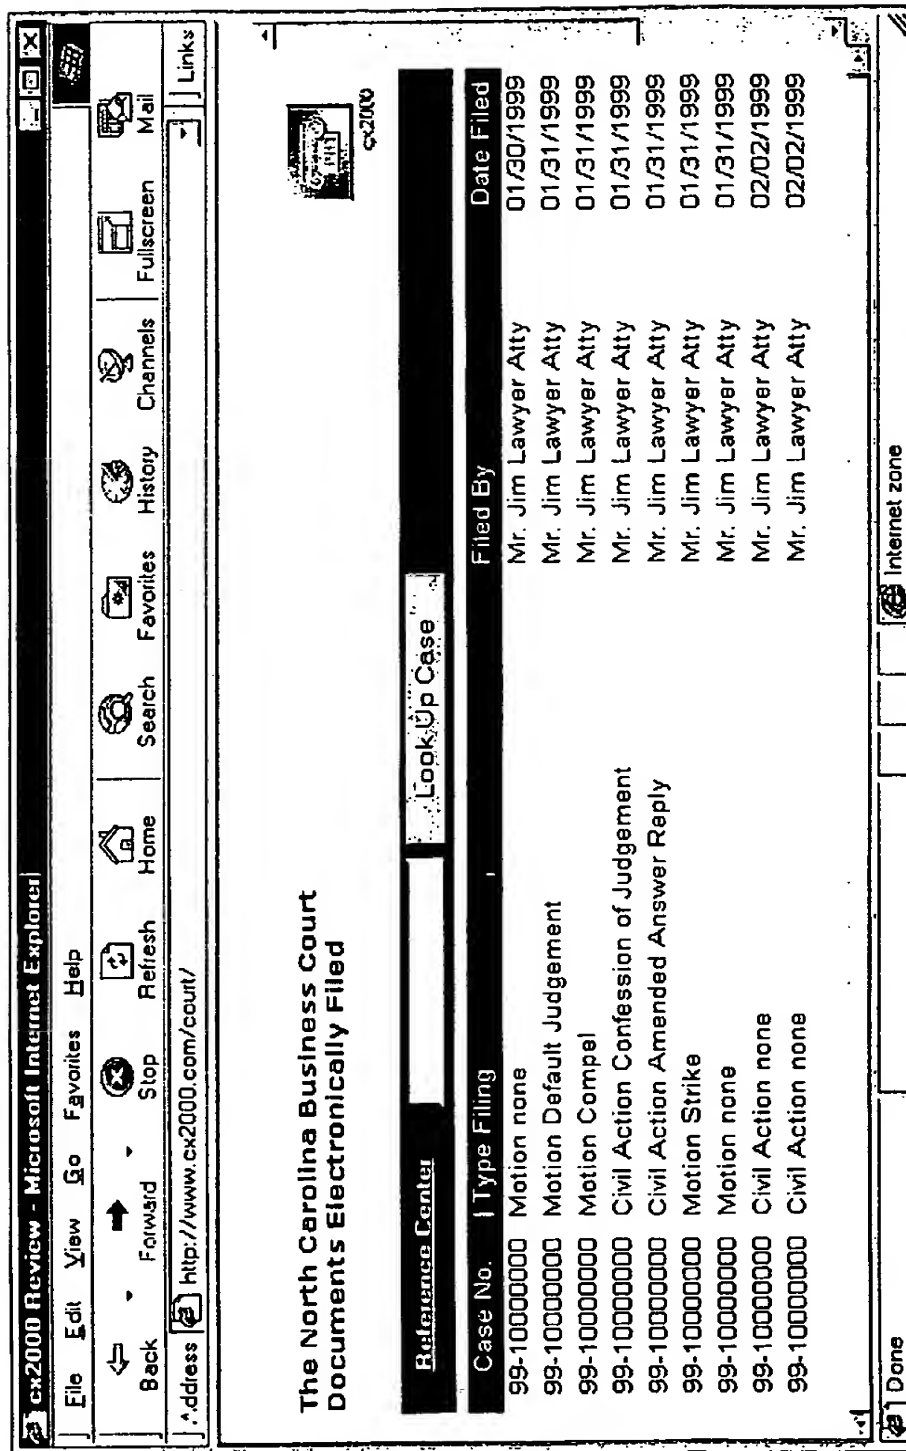 cx2000 Review - Microsoft Internet Explorer
File Edit View Go Favorites Help
Back Forward Stop Refresh Home Search Favorites History Channels Fullscreen Mail
Address http://www.cx2000.com/court/ Links
The North Carolina Business Court
Documents Electronically Filed
cx2000
Reference Center Look Up Case
Case No. Type Filing Filed By Date Filed
99-10000000 Motion none Mr. Jim Lawyer Atty 01/30/1999
99-10000000 Motion Default Judgement Mr. Jim Lawyer Atty 01/31/1999
99-10000000 Motion Compel Mr. Jim Lawyer Atty 01/31/1999
99-10000000 Civil Action Confession of Judgement Mr. Jim Lawyer Atty 01/31/1999
99-10000000 Civil Action Amended Answer Reply Mr. Jim Lawyer Atty 01/31/1999
99-10000000 Motion Strike Mr. Jim Lawyer Atty 01/31/1999
99-10000000 Motion none Mr. Jim Lawyer Atty 01/31/1999
99-10000000 Civil Action none Mr. Jim Lawyer Atty 02/02/1999
99-10000000 Civil Action none Mr. Jim Lawyer Atty 02/02/1999
Done Internet zone